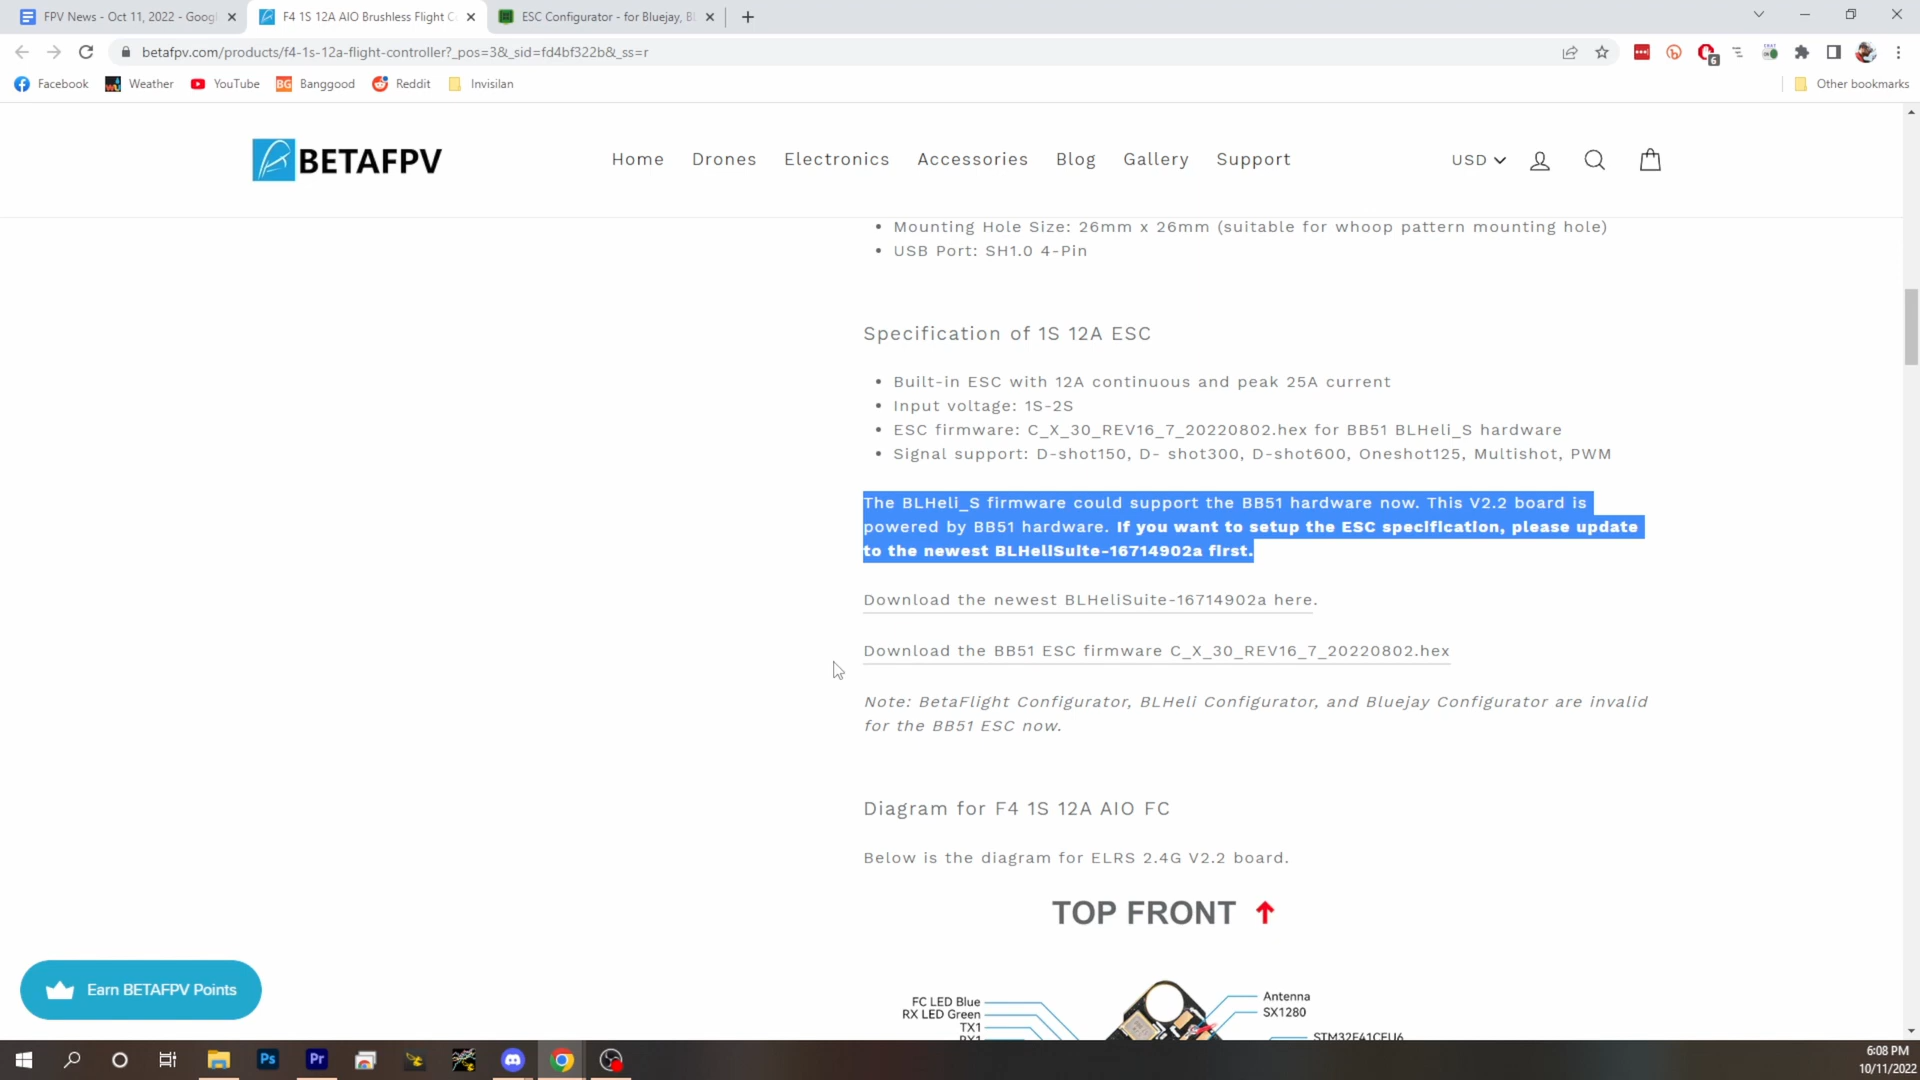 FPV News - Oct 11, 2022 - Googl
F4 1S 12A AIO Brushless Flight C
ESC Configurator - for Bluejay, Bl
betafpv.com/products/f4-1s-12a-flight-controller?_pos=3&_sid=fd4bf322b&_ss=r
6
Facebook
Weather
YouTube
BG Banggood
Reddit
Invisilan
Other bookmarks
BETAFPV
Home
Drones
Electronics
Accessories
Blog
Gallery
Support
USD
• Mounting Hole Size: 26mm x 26mm (suitable for whoop pattern mounting hole)
• USB Port: SH1.0 4-Pin
Specification of 1S 12A ESC
• Built-in ESC with 12A continuous and peak 25A current
• Input voltage: 1S-2S
• ESC firmware: C_X_30_REV16_7_20220802.hex for BB51 BLHeli_S hardware
• Signal support: D-shot150, D- shot300, D-shot600, Oneshot125, Multishot, PWM
The BLHeli_S firmware could support the BB51 hardware now. This V2.2 board is
powered by BB51 hardware. If you want to setup the ESC specification, please update
to the newest BLHeliSuite-16714902a first.
Download the newest BLHeliSuite-16714902a here.
Download the BB51 ESC firmware C_X_30_REV16_7_20220802.hex
Note: BetaFlight Configurator, BLHeli Configurator, and Bluejay Configurator are invalid
for the BB51 ESC now.
Diagram for F4 1S 12A AIO FC
Below is the diagram for ELRS 2.4G V2.2 board.
TOP FRONT
FC LED Blue
RX LED Green
TX1
RX1
Antenna
SX1280
STM32F41CEU6
Earn BETAFPV Points
Ps
Pr
6:08 PM
10/11/2022